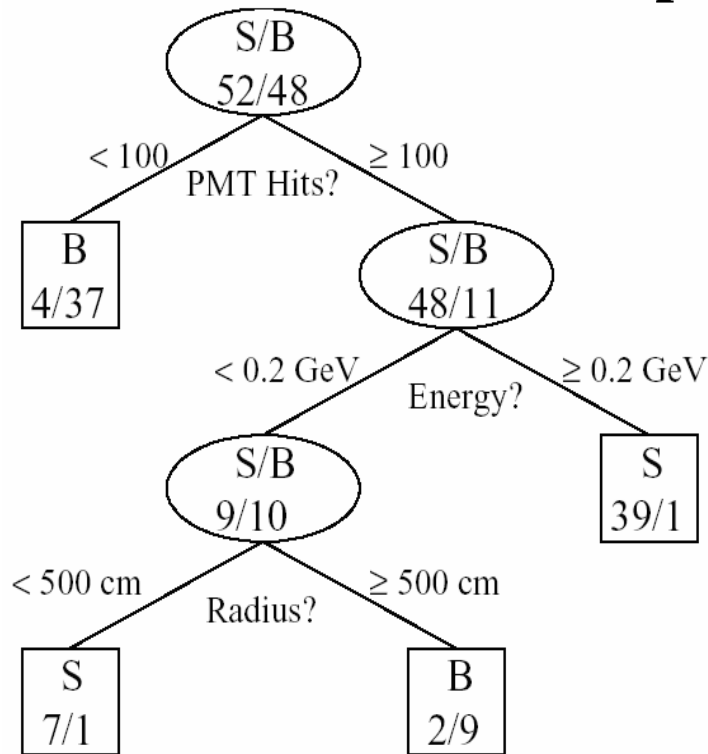 S/B
52/48
< 100
≥ 100
PMT Hits?
B
4/37
S/B
48/11
< 0.2 GeV
≥ 0.2 GeV
Energy?
S/B
9/10
S
39/1
< 500 cm
≥ 500 cm
Radius?
S
7/1
B
2/9